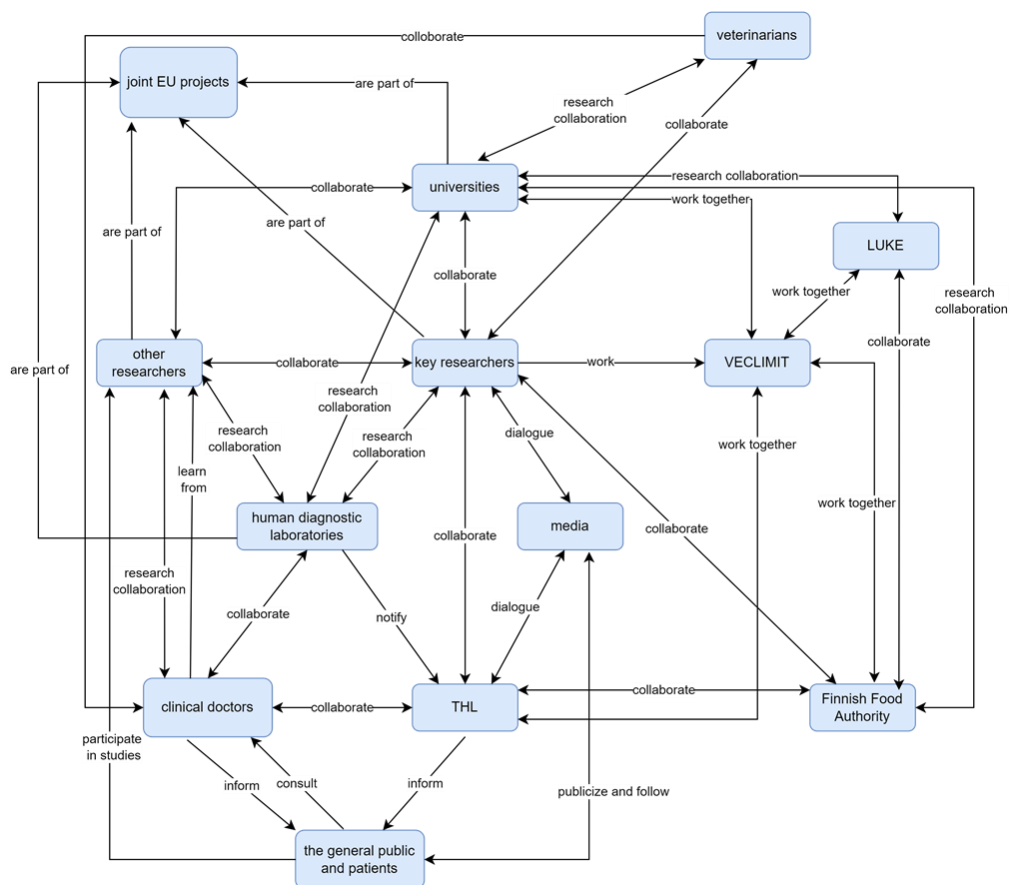 colloborate
veterinarians
joint EU projects
are part of
research
collaboration
collaborate
universities
collaborate
research collaboration
work together
are part of
are part of
LUKE
collaborate
work together
research
collaboration
other
researchers
collaborate
key researchers
work
VECLIMIT
collaborate
are part of
research
collaboration
research
collaboration
research
collaboration
dialogue
work together
learn
from
human diagnostic
laboratories
media
collaborate
collaborate
work together
research
collaboration
collaborate
notify
dialogue
clinical doctors
collaborate
THL
collaborate
Finnish Food
Authority
participate
in studies
inform
consult
inform
publicize and follow
the general public
and patients